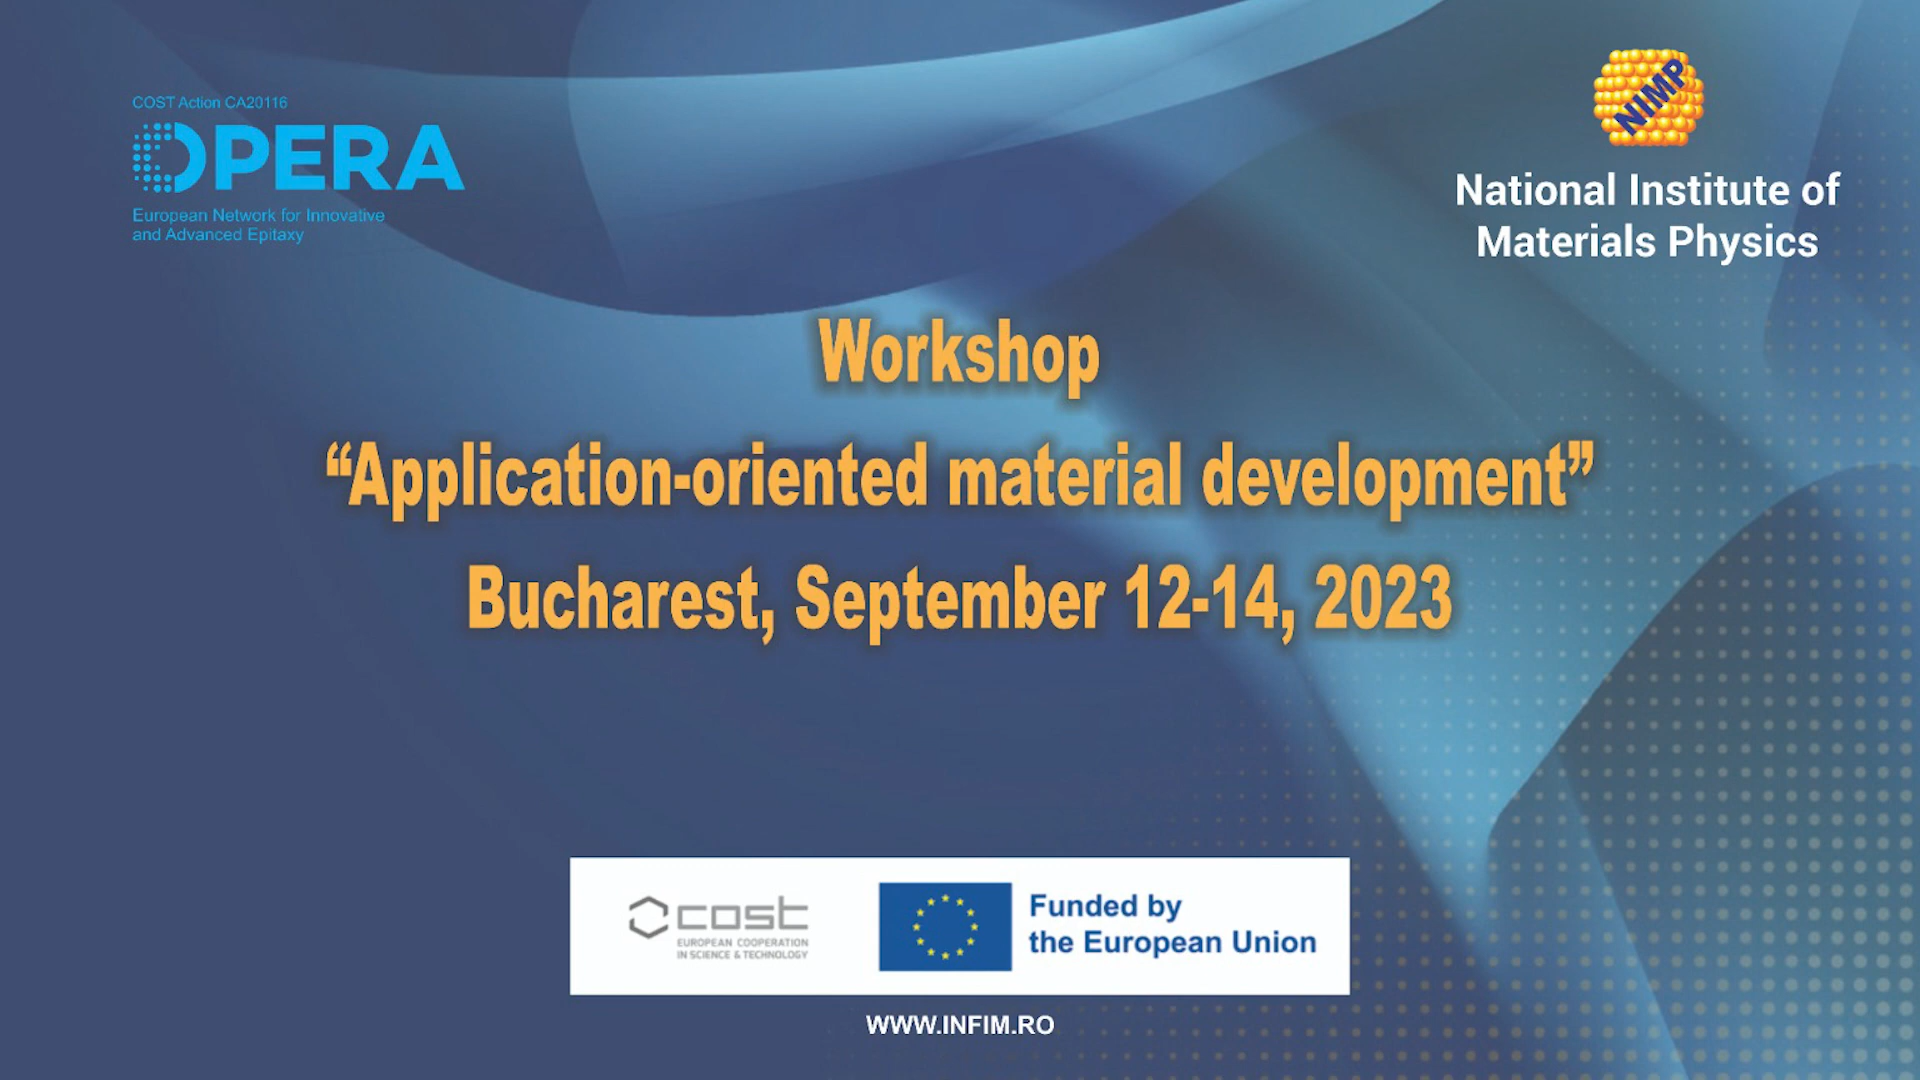 COST Action CA20116
OPERA
European Network for Innovative
and Advanced Epitaxy
NIMP
National Institute of
Materials Physics
Workshop
“Application-oriented material development”
Bucharest, September 12-14, 2023
cost
EUROPEAN COOPERATION
IN SCIENCE & TECHNOLOGY
Funded by
the European Union
WWW.INFIM.RO